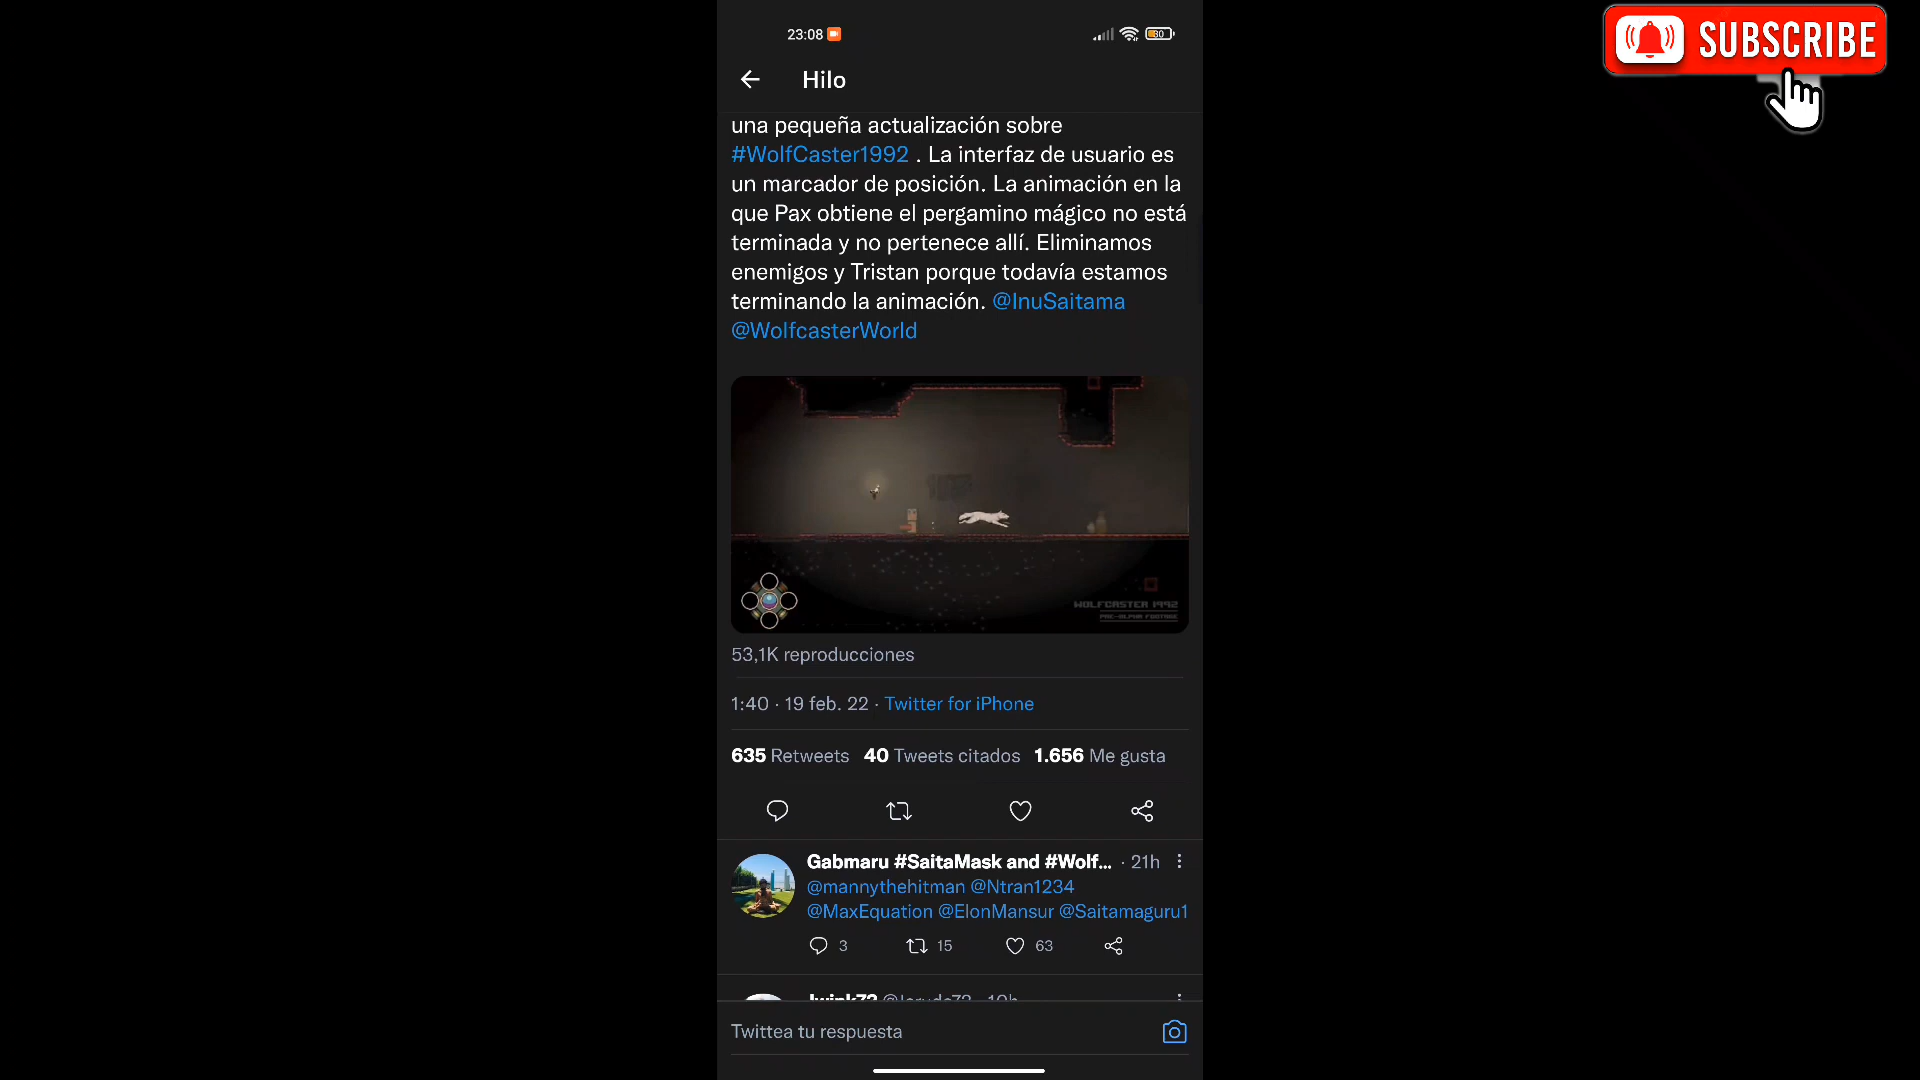 23:08
30
SUBSCRIBE
Hilo
una pequeña actualización sobre
#WolfCaster1992 . La interfaz de usuario es
un marcador de posición. La animación en la
que Pax obtiene el pergamino mágico no está
terminada y no pertenece allí. Eliminamos
enemigos y Tristan porque todavía estamos
terminando la animación. @InuSaitama
@WolfcasterWorld
WOLFCASTER 1992
PRE-ALPHA FOOTAGE
53,1K reproducciones
1:40 · 19 feb. 22 · Twitter for iPhone
635 Retweets 40 Tweets citados 1.656 Me gusta
Gabmaru #SaitaMask and #Wolf... · 21h
@mannythehitman @Ntran1234
@MaxEquation @ElonMansur @Saitamaguru1
3 15 63
Twittea tu respuesta